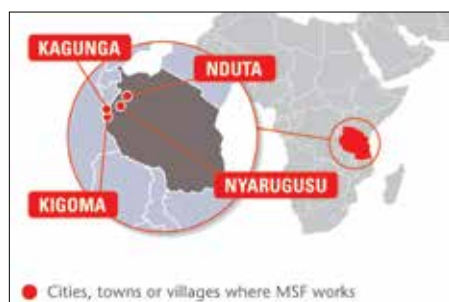 KAGUNGA
NDUTA
NYARUGUSU
KIGOMA
Cities, towns or villages where MSF works